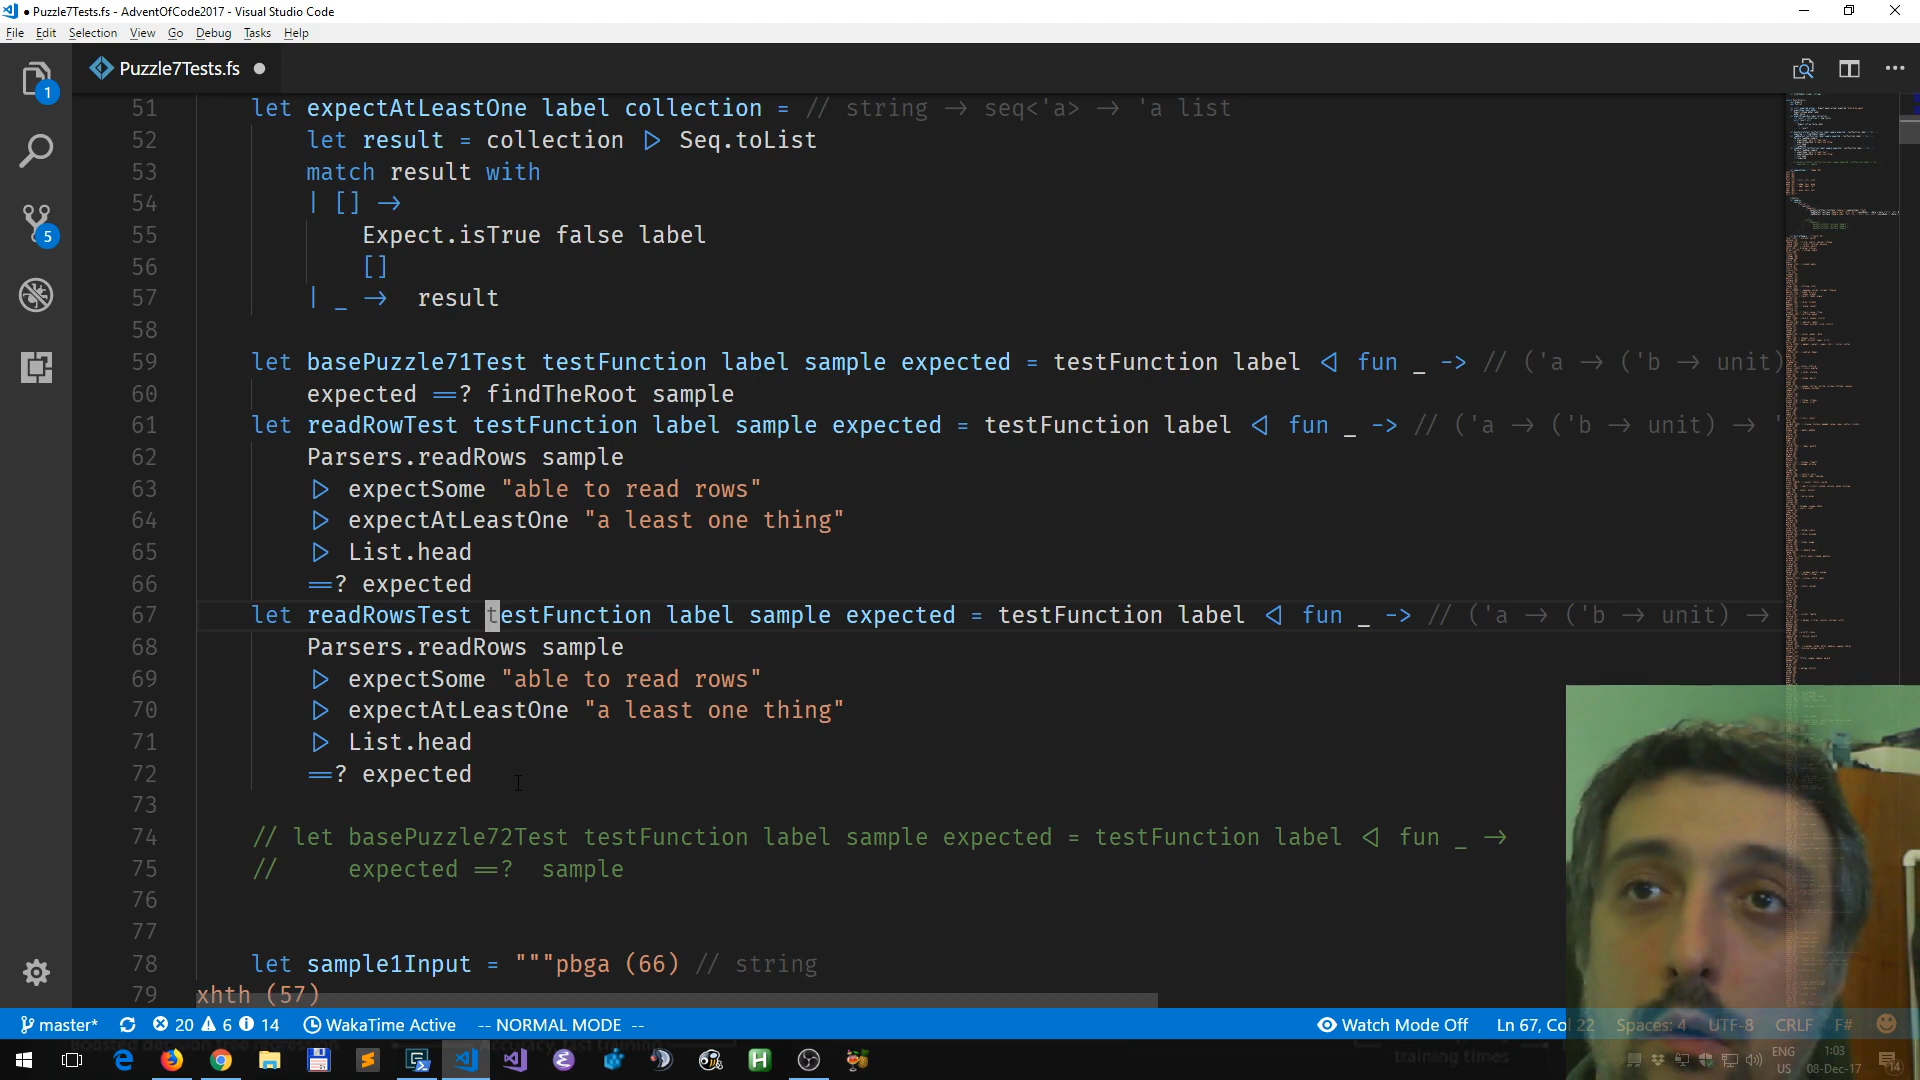 ● Puzzle7Tests.fs - AdventOfCode2017 - Visual Studio Code
File Edit Selection View Go Debug Tasks Help
Puzzle7Tests.fs ●
1
5
51 let expectAtLeastOne label collection = // string → seq<'a> → 'a list
52 let result = collection ▷ Seq.toList
53 match result with
54 | [] →
55 Expect.isTrue false label
56 []
57 | _ → result
58
59 let basePuzzle71Test testFunction label sample expected = testFunction label ◁ fun _ -> // ('a → ('b → unit)
60 expected ==? findTheRoot sample
61 let readRowTest testFunction label sample expected = testFunction label ◁ fun _ -> // ('a → ('b → unit) → '
62 Parsers.readRows sample
63 ▷ expectSome "able to read rows"
64 ▷ expectAtLeastOne "a least one thing"
65 ▷ List.head
66 ==? expected
67 let readRowsTest testFunction label sample expected = testFunction label ◁ fun _ -> // ('a → ('b → unit) →
68 Parsers.readRows sample
69 ▷ expectSome "able to read rows"
70 ▷ expectAtLeastOne "a least one thing"
71 ▷ List.head
72 ==? expected
73
74 // let basePuzzle72Test testFunction label sample expected = testFunction label ◁ fun _ →
75 // expected ==? sample
76
77
78 let sample1Input = """pbga (66) // string
79 xhth (57)
master* 20 6 14 WakaTime Active -- NORMAL MODE -- Watch Mode Off Ln 67, Col 22 Spaces: 4 UTF-8 CRLF F#
training times
ENG
US
1:03
08-Dec-17
14